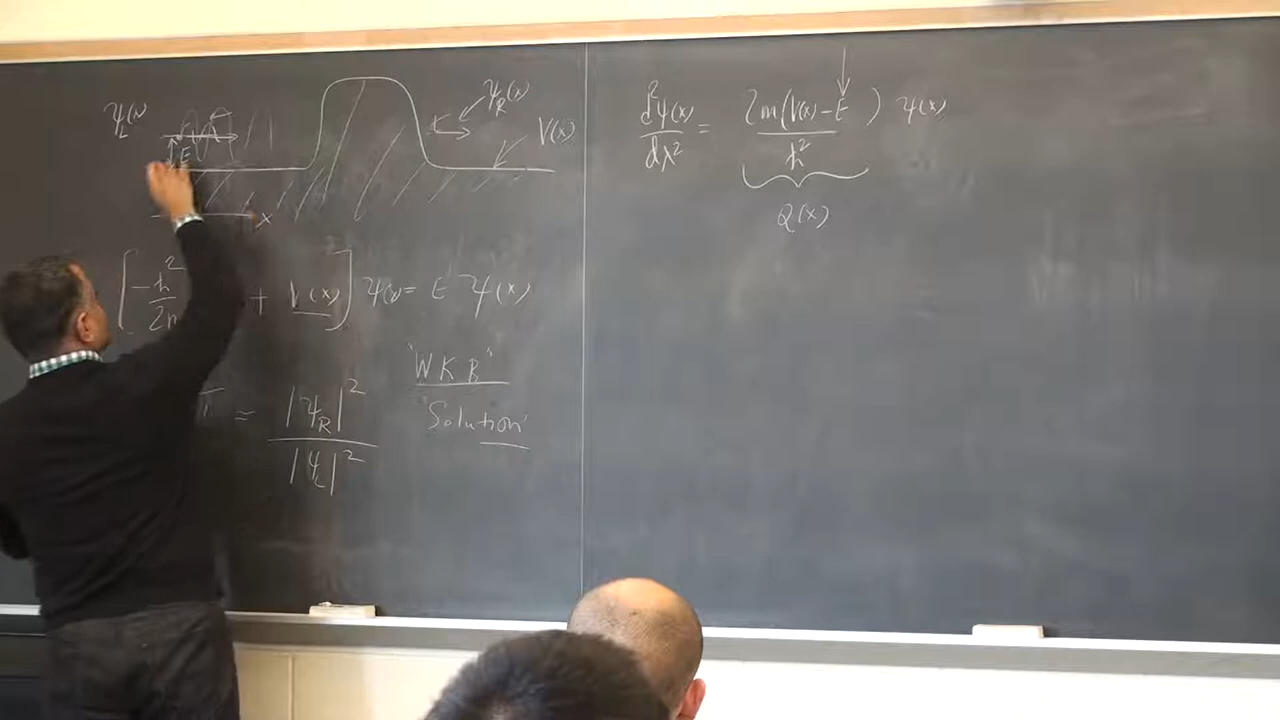 ψ_L(x)
E
x
ψ_R(x)
V(x)
[-ħ²/2m + V(x)] ψ(x) = E ψ(x)
T ≈ |ψ_R|² / |ψ_L|²
"WKB"
"Solution"
d²ψ(x)/dx² = 2m(V(x) - E)/ħ² ψ(x)
Q(x)